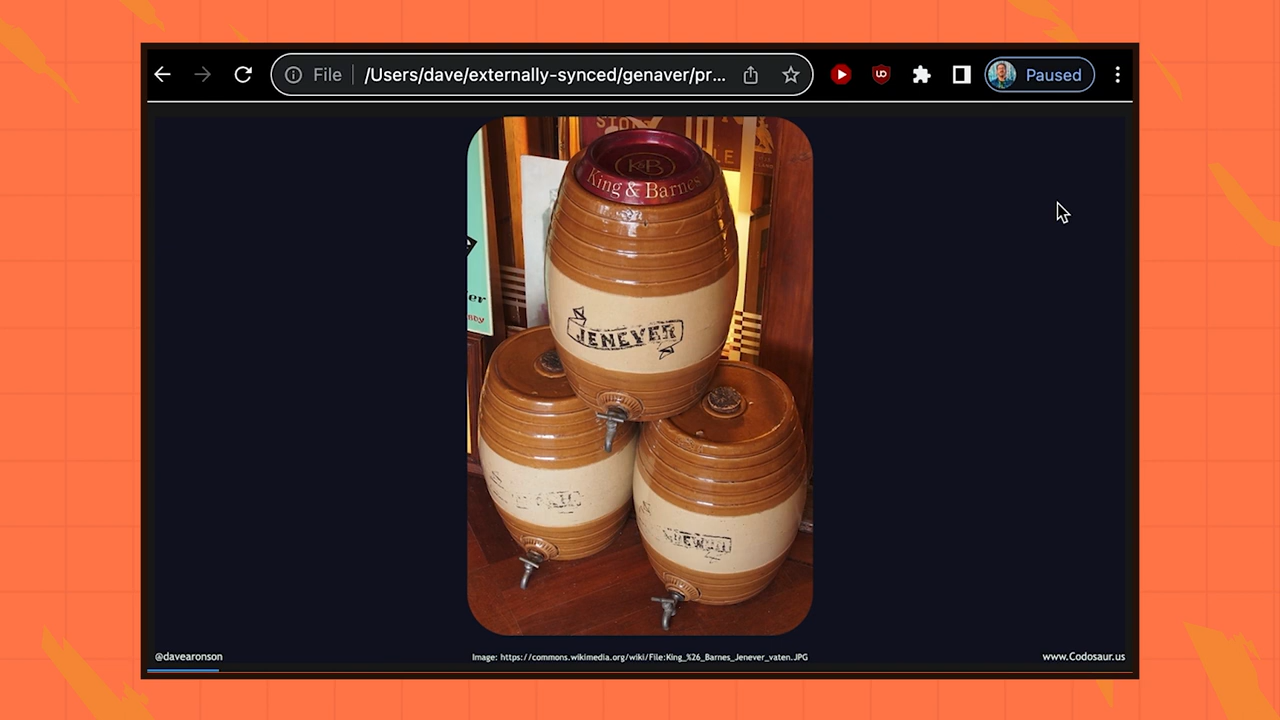 File
/Users/dave/externally-synced/genaver/pr...
Paused
K&B
King & Barnes
JENEVER
er
@davearonson
Image: https://commons.wikimedia.org/wiki/File:King_%26_Barnes_Jenever_vaten.JPG
www.Codosaur.us